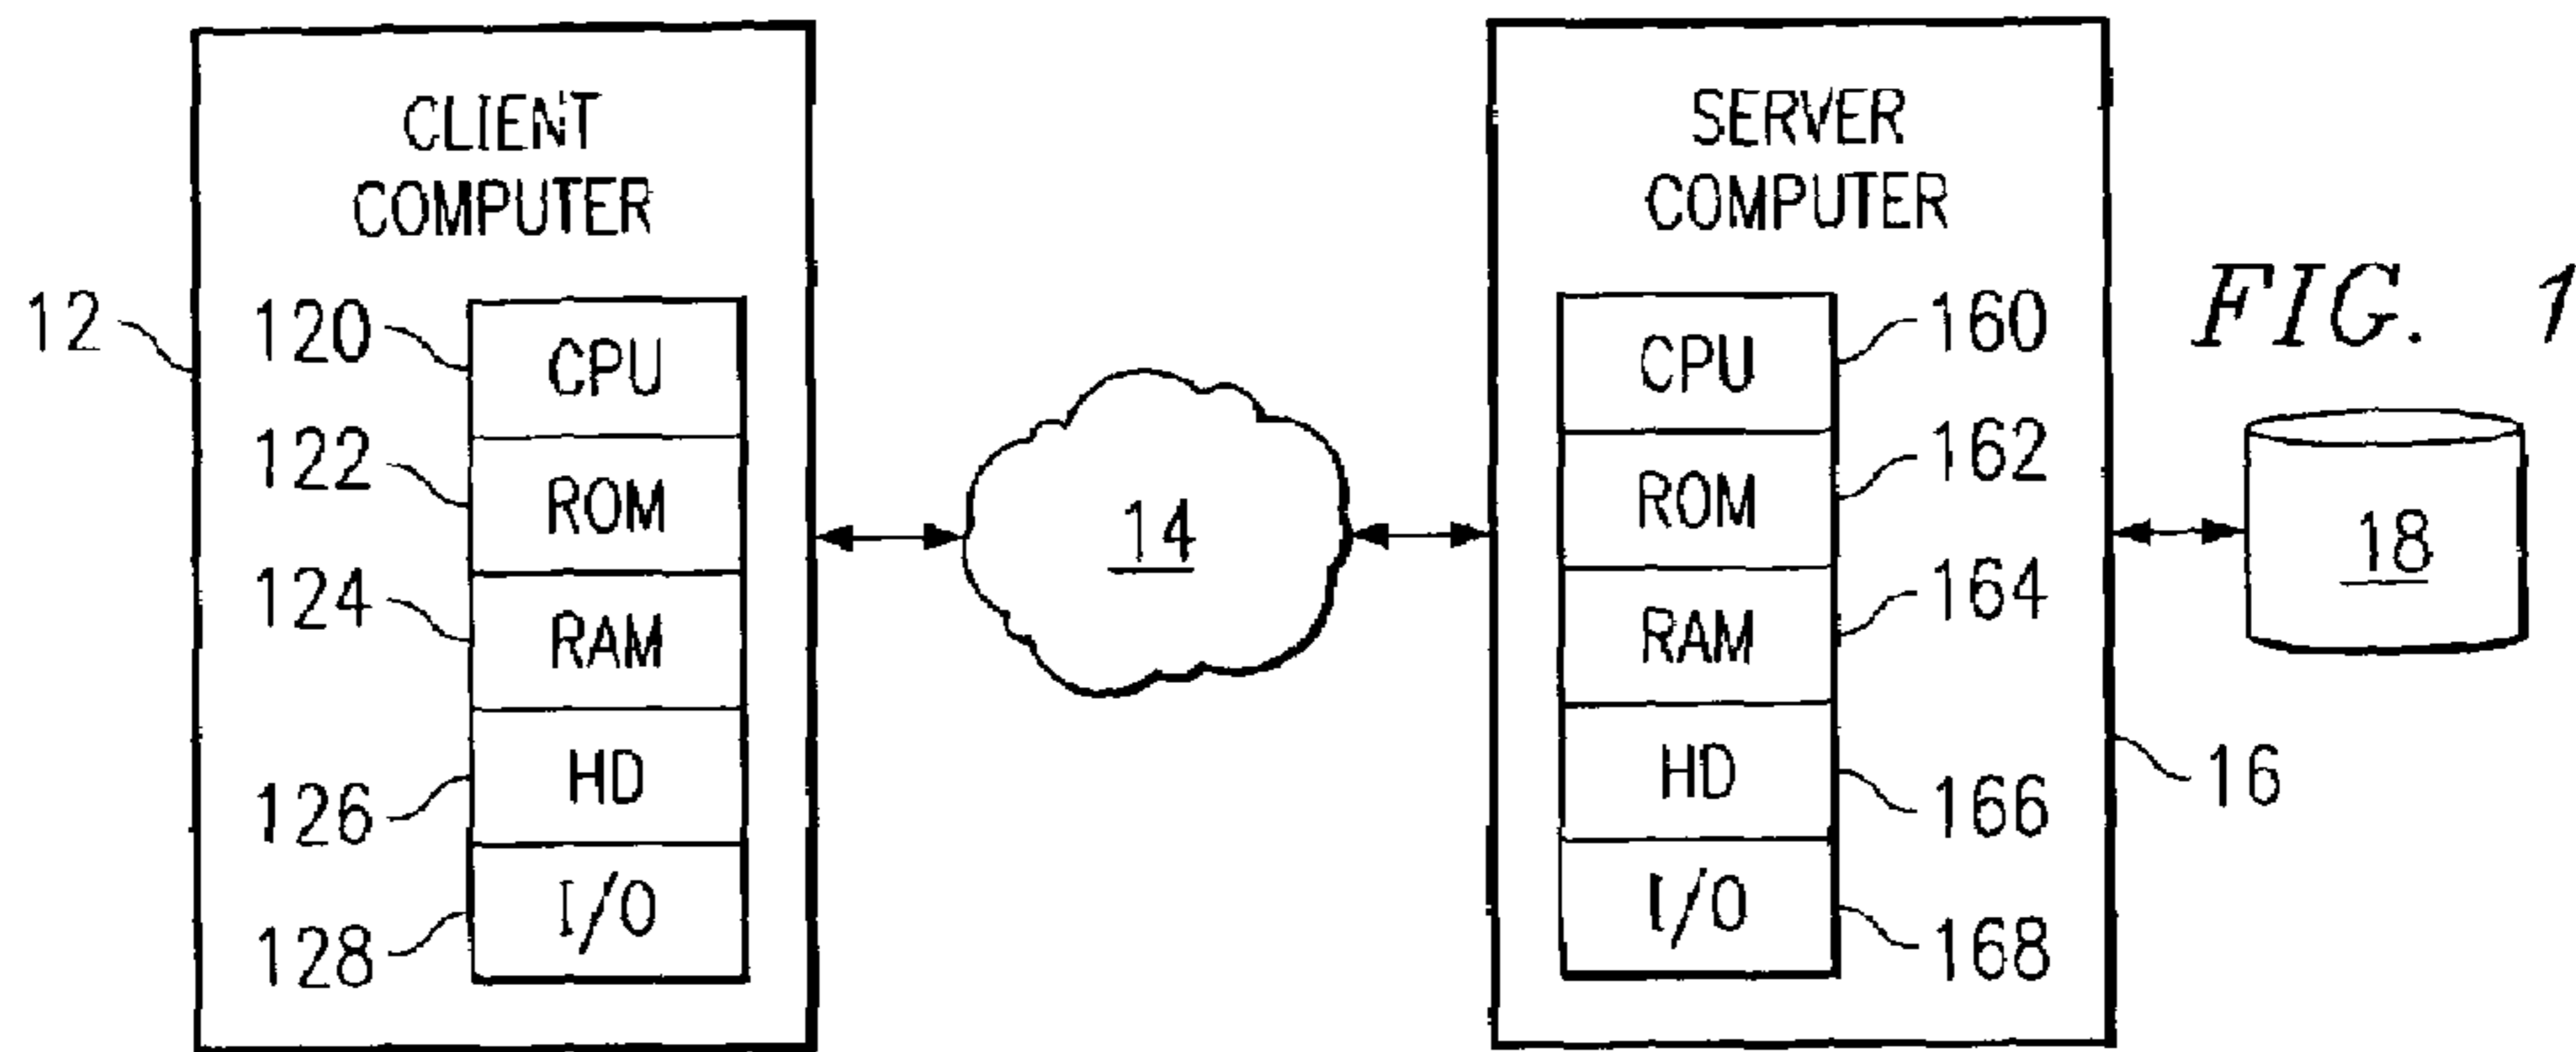 CLIENT
COMPUTER
12
120
CPU
122
ROM
124
RAM
126
HD
128
I/O
14
SERVER
COMPUTER
CPU
160
ROM
162
RAM
164
HD
166
I/O
168
16
FIG. 1
18